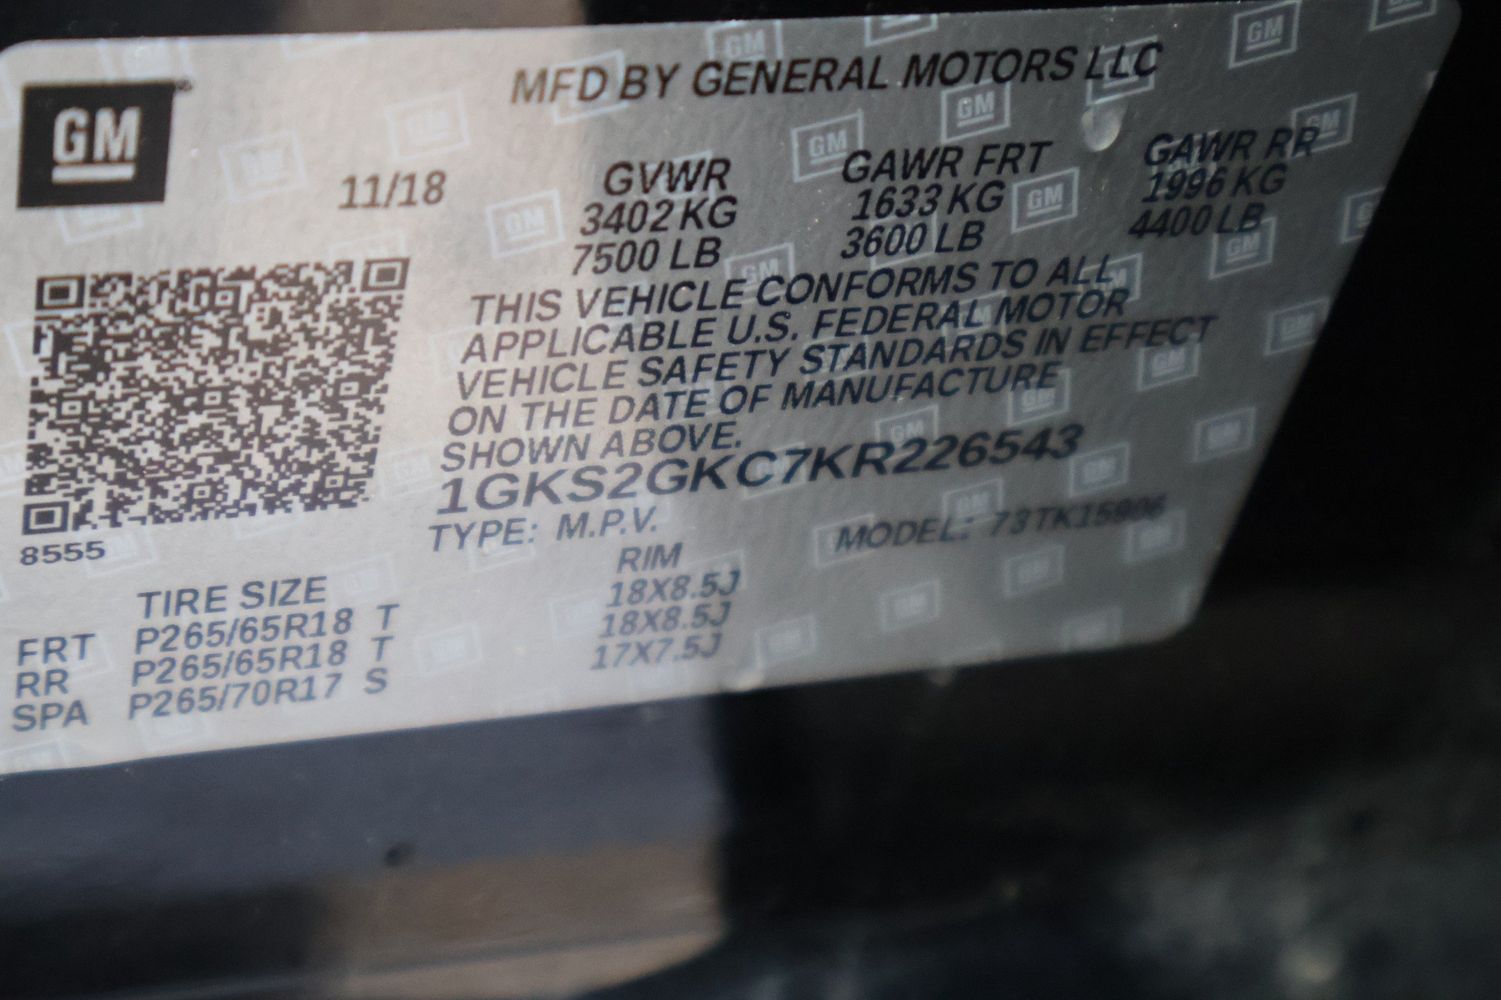 GM
MFD BY GENERAL MOTORS LLC
11/18
GVWR GAWR FRT GAWR RR
3402 KG 1633 KG 1996 KG
7500 LB 3600 LB 4400 LB
THIS VEHICLE CONFORMS TO ALL
APPLICABLE U.S. FEDERAL MOTOR
VEHICLE SAFETY STANDARDS IN EFFECT
ON THE DATE OF MANUFACTURE
SHOWN ABOVE.
1GKS2GKC7KR226543
TYPE: M.P.V. MODEL: 73TK15906
8555
TIRE SIZE RIM
FRT P265/65R18 T 18X8.5J
RR P265/65R18 T 18X8.5J
SPA P265/70R17 S 17X7.5J